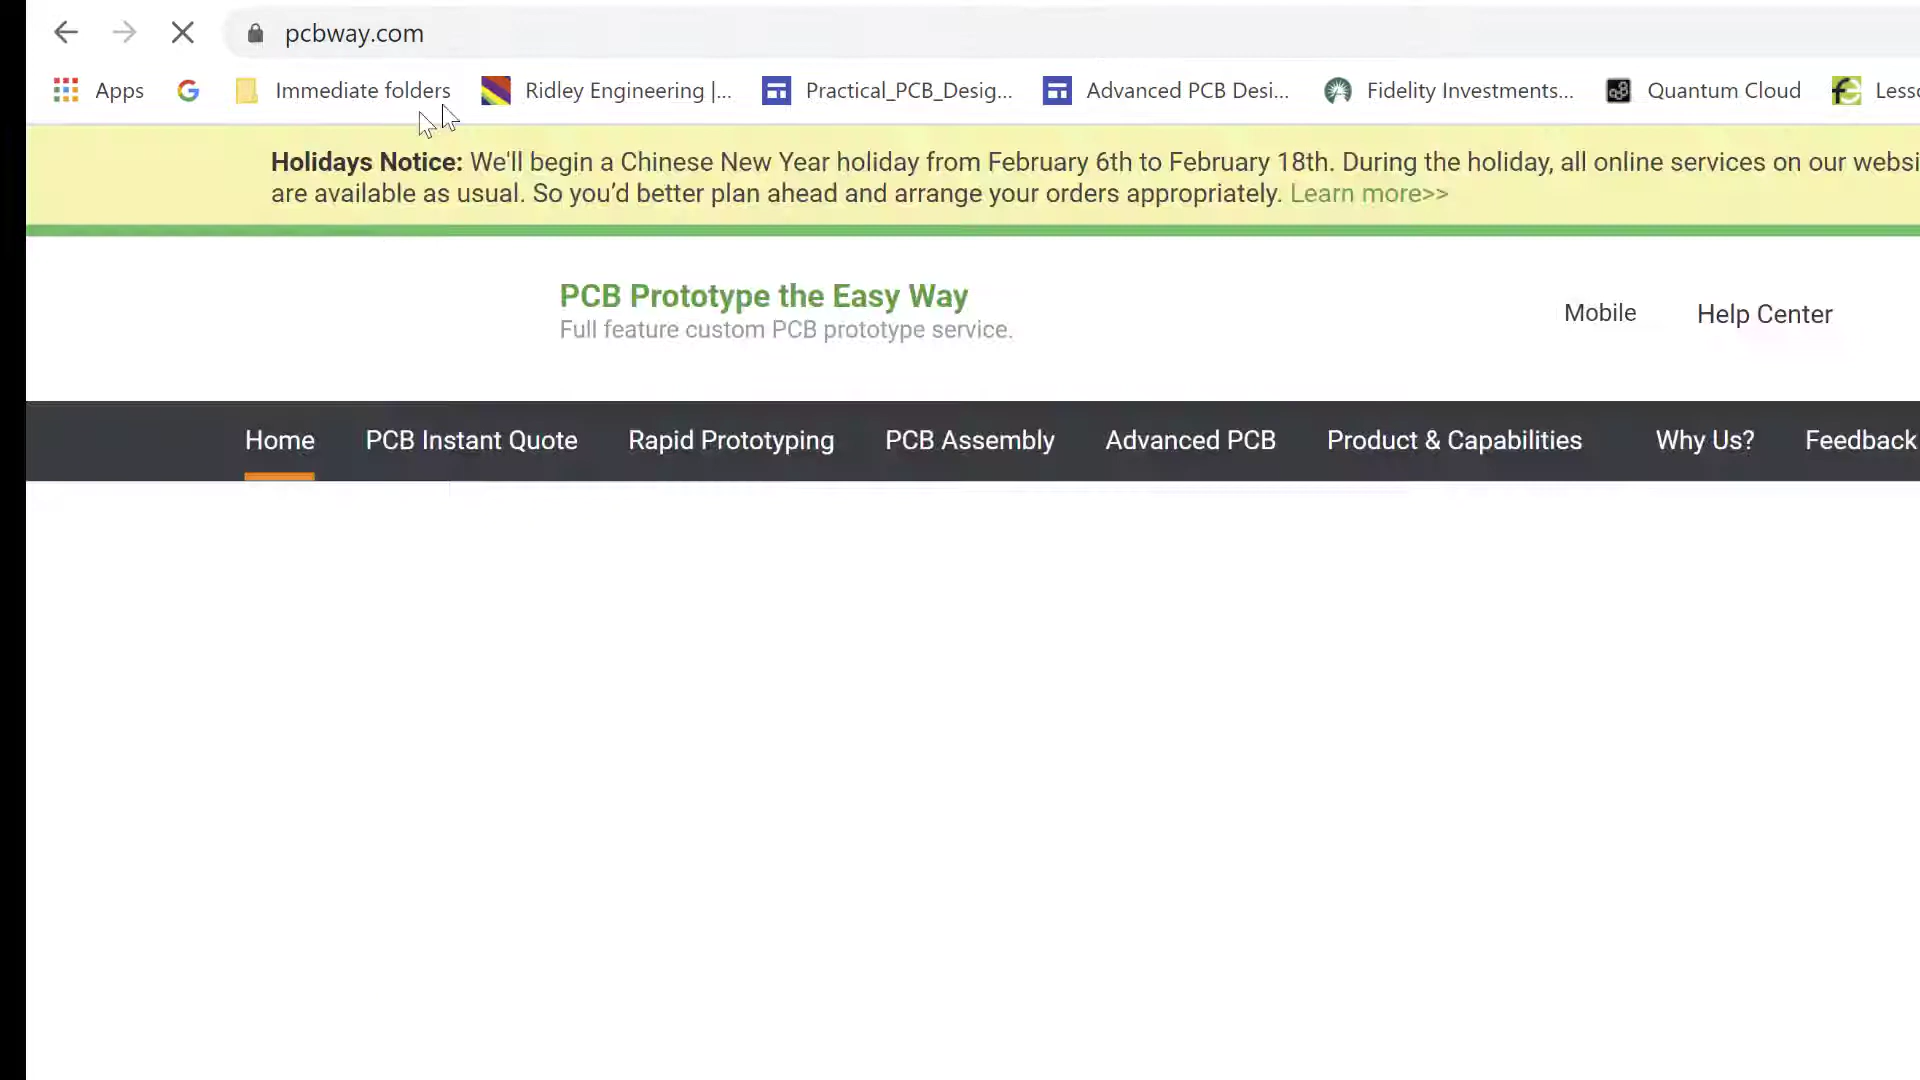 pcbway.com
Apps Immediate folders Ridley Engineering |... Practical_PCB_Desig... Advanced PCB Desi... Fidelity Investments... Quantum Cloud Lesso
Holidays Notice: We'll begin a Chinese New Year holiday from February 6th to February 18th. During the holiday, all online services on our websi
are available as usual. So you’d better plan ahead and arrange your orders appropriately. Learn more>>
PCB Prototype the Easy Way
Full feature custom PCB prototype service.
Mobile Help Center
Home PCB Instant Quote Rapid Prototyping PCB Assembly Advanced PCB Product & Capabilities Why Us? Feedback